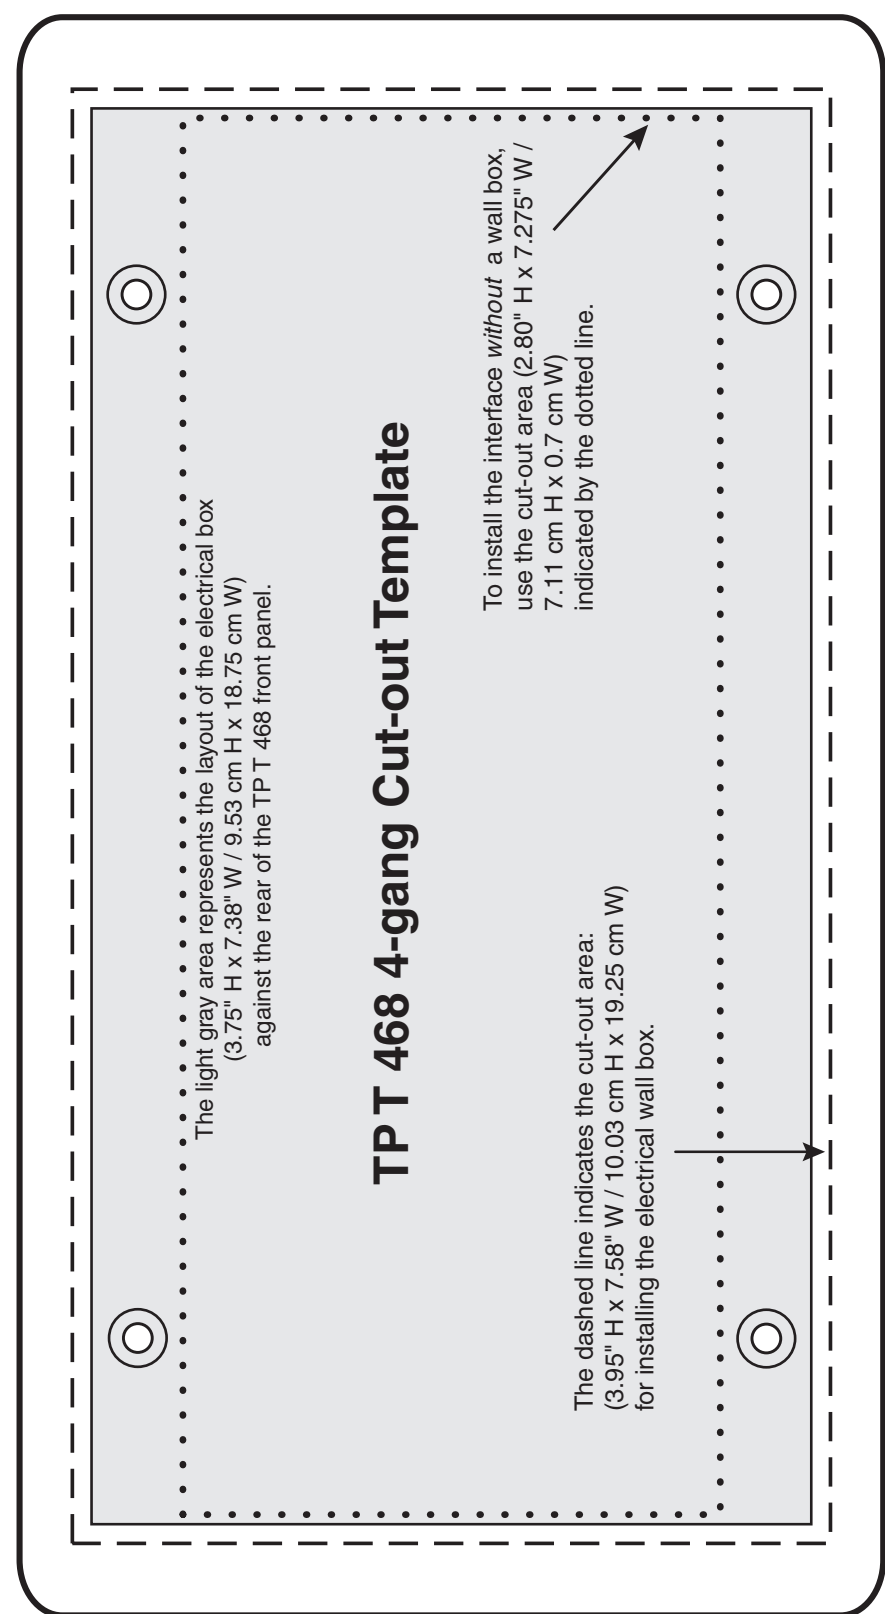 The light gray area represents the layout of the electrical box
(3.75" H x 7.38" W / 9.53 cm H x 18.75 cm W)
against the rear of the TPT 468 front panel.
TPT 468 4-gang Cut-out Template
To install the interface without a wall box,
use the cut-out area (2.80" H x 7.275" W /
7.11 cm H x 0.7 cm W)
indicated by the dotted line.
The dashed line indicates the cut-out area:
(3.95" H x 7.58" W / 10.03 cm H x 19.25 cm W)
for installing the electrical wall box.